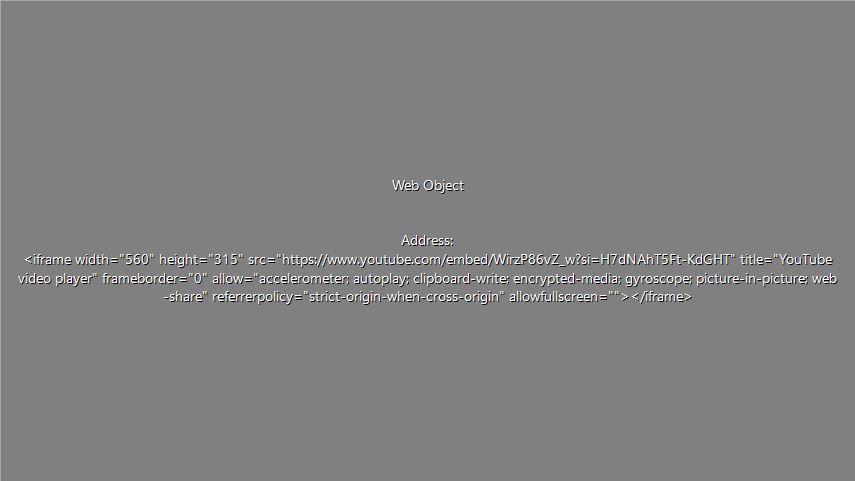 Web Object
Address:
<iframe width="560" height="315" src="https://www.youtube.com/embed/WirzP86vZ_w?si=H7dNAhT5Ft-KdGHT" title="YouTube
video player" frameborder="0" allow="accelerometer; autoplay; clipboard-write; encrypted-media; gyroscope; picture-in-picture; web
-share" referrerpolicy="strict-origin-when-cross-origin" allowfullscreen=""></iframe>